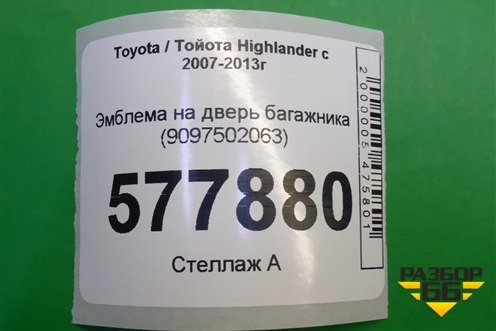 Toyota / Тойота Highlander с
2007-2013г
Эмблема на дверь багажника
(9097502063)
577880
Стеллаж А
2000005475801
РАЗБОР
66